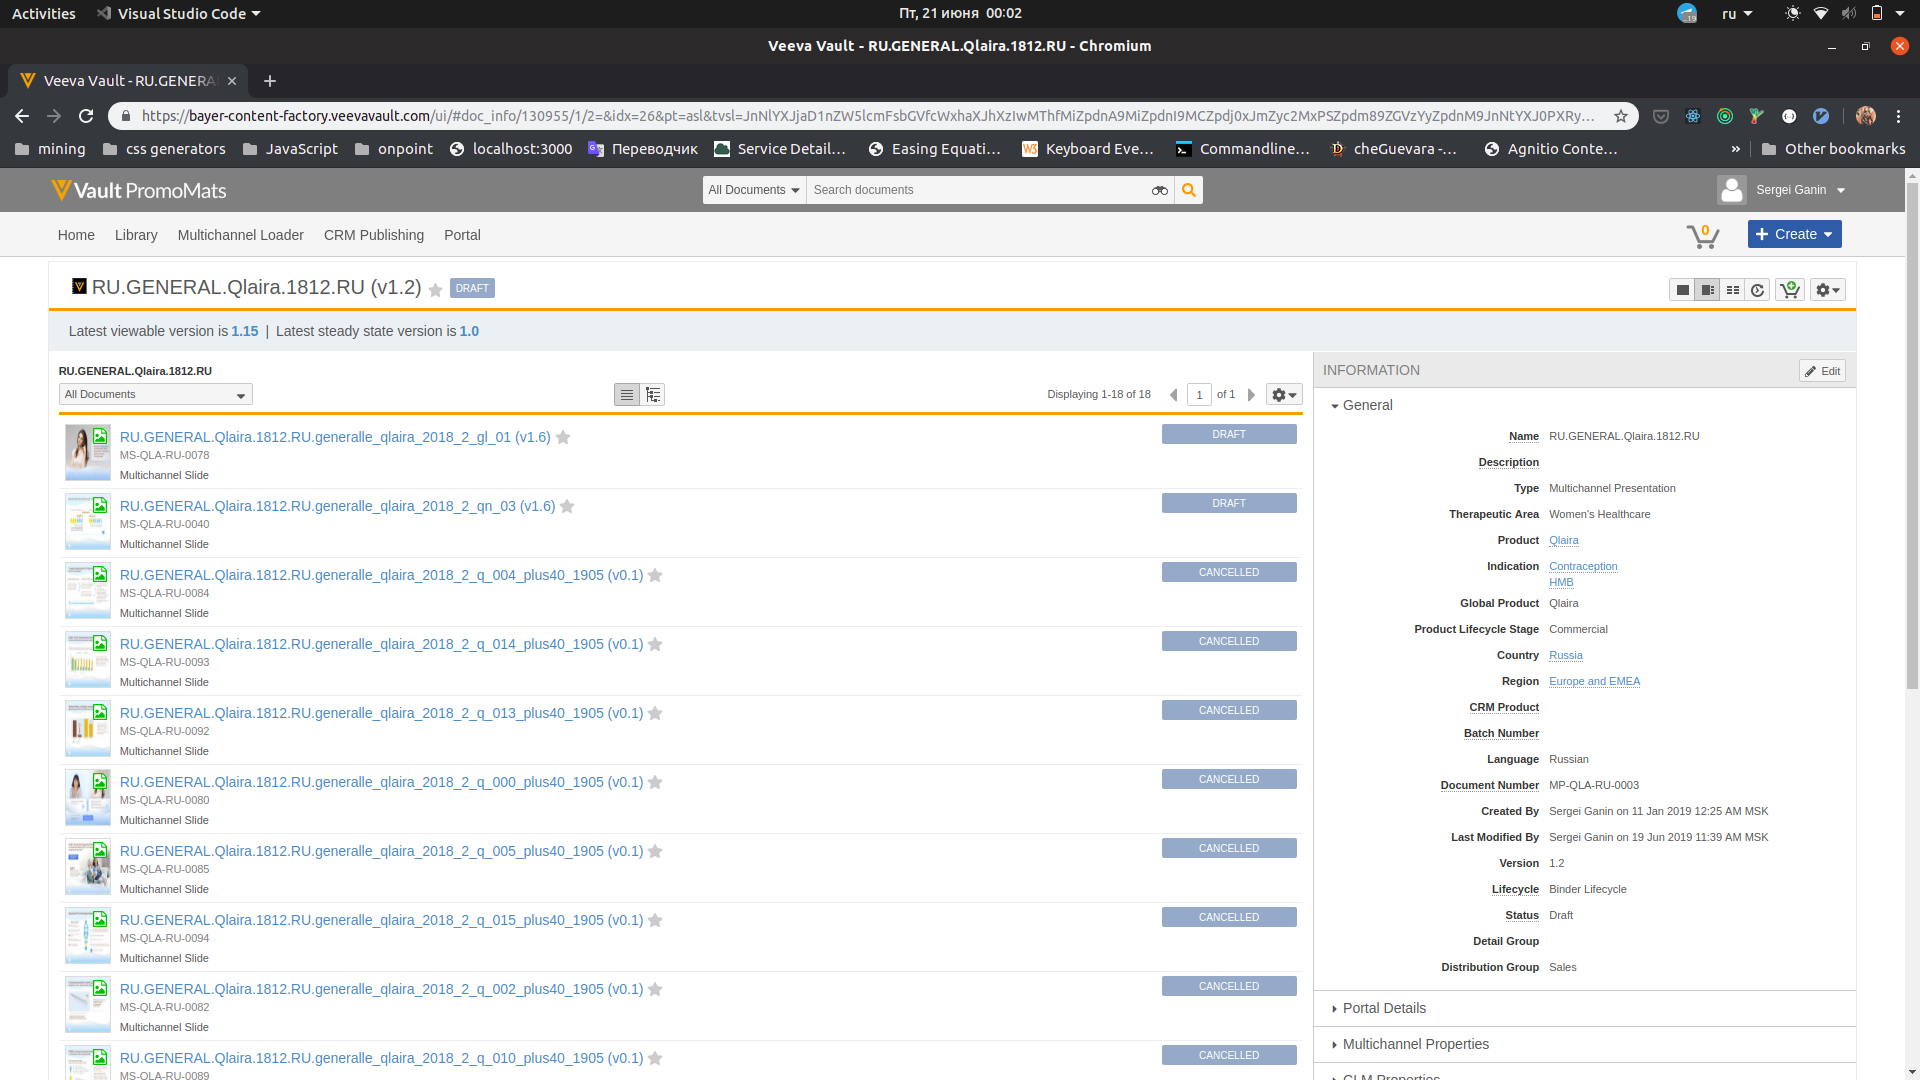 Activities Visual Studio Code Пт, 21 июня 00:02 19 ru
Veeva Vault - RU.GENERAL.Qlaira.1812.RU - Chromium
Veeva Vault - RU.GENERA
https://bayer-content-factory.veevavault.com/ui/#doc_info/130955/1/2=&idx=26&pt=asl&tvsl=JnNlYXJjaD1nZW5lcmFsbGVfcWxhaXJhXzIwMThfMiZpdnA9MiZpdnI9MCZpdj0xJmZyc2MxPSZpdm89ZGVzYyZpdnM9JnNtYXJ0PXRy...
mining css generators JavaScript onpoint localhost:3000 Переводчик Service Detail... Easing Equati... Keyboard Eve... Commandline... cheGuevara -... Agnitio Conte... » Other bookmarks
Vault PromoMats All Documents Search documents Sergei Ganin
Home Library Multichannel Loader CRM Publishing Portal 0 Create
RU.GENERAL.Qlaira.1812.RU (v1.2) DRAFT
Latest viewable version is 1.15 | Latest steady state version is 1.0
RU.GENERAL.Qlaira.1812.RU
All Documents Displaying 1-18 of 18 1 of 1
RU.GENERAL.Qlaira.1812.RU.generalle_qlaira_2018_2_gl_01 (v1.6) DRAFT
MS-QLA-RU-0078
Multichannel Slide
RU.GENERAL.Qlaira.1812.RU.generalle_qlaira_2018_2_qn_03 (v1.6) DRAFT
MS-QLA-RU-0040
Multichannel Slide
RU.GENERAL.Qlaira.1812.RU.generalle_qlaira_2018_2_q_004_plus40_1905 (v0.1) CANCELLED
MS-QLA-RU-0084
Multichannel Slide
RU.GENERAL.Qlaira.1812.RU.generalle_qlaira_2018_2_q_014_plus40_1905 (v0.1) CANCELLED
MS-QLA-RU-0093
Multichannel Slide
RU.GENERAL.Qlaira.1812.RU.generalle_qlaira_2018_2_q_013_plus40_1905 (v0.1) CANCELLED
MS-QLA-RU-0092
Multichannel Slide
RU.GENERAL.Qlaira.1812.RU.generalle_qlaira_2018_2_q_000_plus40_1905 (v0.1) CANCELLED
MS-QLA-RU-0080
Multichannel Slide
RU.GENERAL.Qlaira.1812.RU.generalle_qlaira_2018_2_q_005_plus40_1905 (v0.1) CANCELLED
MS-QLA-RU-0085
Multichannel Slide
RU.GENERAL.Qlaira.1812.RU.generalle_qlaira_2018_2_q_015_plus40_1905 (v0.1) CANCELLED
MS-QLA-RU-0094
Multichannel Slide
RU.GENERAL.Qlaira.1812.RU.generalle_qlaira_2018_2_q_002_plus40_1905 (v0.1) CANCELLED
MS-QLA-RU-0082
Multichannel Slide
RU.GENERAL.Qlaira.1812.RU.generalle_qlaira_2018_2_q_010_plus40_1905 (v0.1) CANCELLED
MS-QLA-RU-0089
INFORMATION Edit
General
Name RU.GENERAL.Qlaira.1812.RU
Description
Type Multichannel Presentation
Therapeutic Area Women's Healthcare
Product Qlaira
Indication Contraception
HMB
Global Product Qlaira
Product Lifecycle Stage Commercial
Country Russia
Region Europe and EMEA
CRM Product
Batch Number
Language Russian
Document Number MP-QLA-RU-0003
Created By Sergei Ganin on 11 Jan 2019 12:25 AM MSK
Last Modified By Sergei Ganin on 19 Jun 2019 11:39 AM MSK
Version 1.2
Lifecycle Binder Lifecycle
Status Draft
Detail Group
Distribution Group Sales
Portal Details
Multichannel Properties
CLM Properties